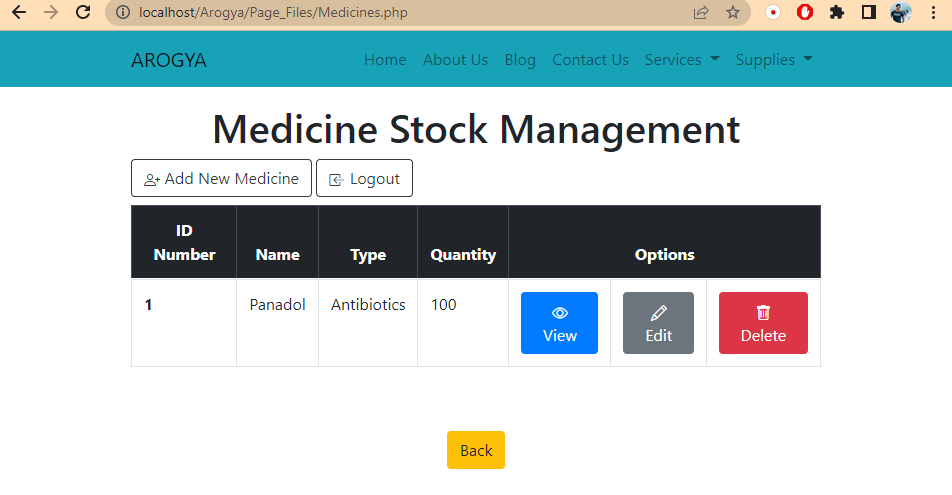 localhost/Arogya/Page_Files/Medicines.php
AROGYA Home About Us Blog Contact Us Services Supplies
Medicine Stock Management
Add New Medicine Logout
ID
Number Name Type Quantity Options
1 Panadol Antibiotics 100
View Edit Delete
Back